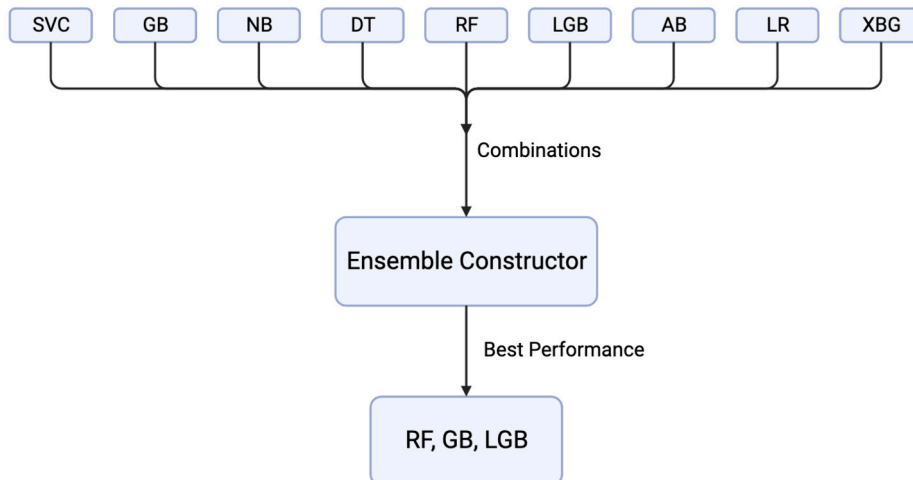 SVC
GB
NB
DT
RF
LGB
AB
LR
XBG
Combinations
Ensemble Constructor
Best Performance
RF, GB, LGB